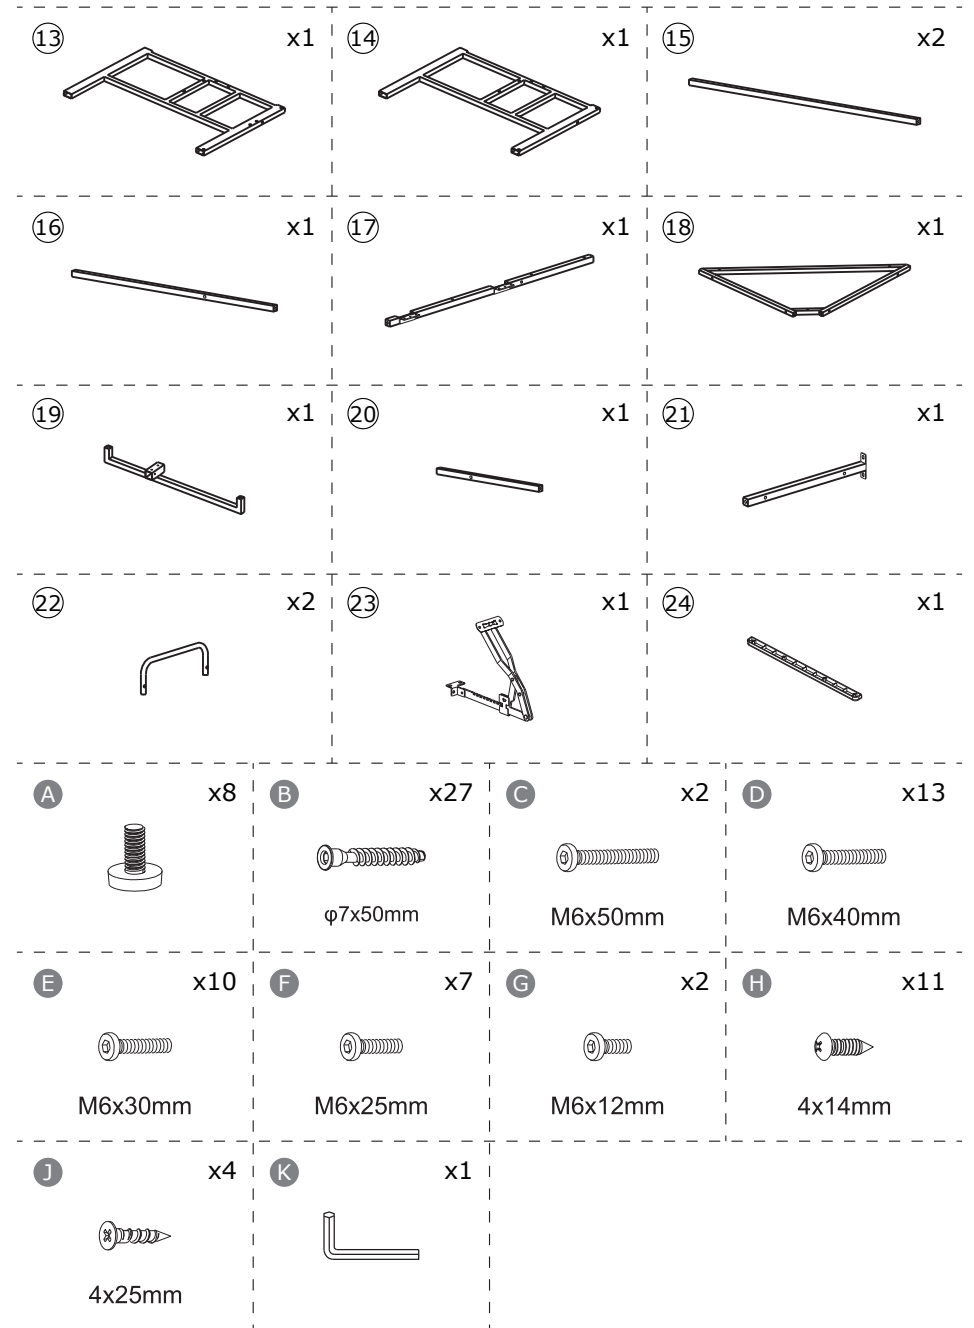 13 x1 14 x1 15 x2
16 x1 17 x1 18 x1
19 x1 20 x1 21 x1
22 x2 23 x1 24 x1
A x8 B x27 C x2 D x13
φ7x50mm M6x50mm M6x40mm
E x10 F x7 G x2 H x11
M6x30mm M6x25mm M6x12mm 4x14mm
J x4 K x1
4x25mm